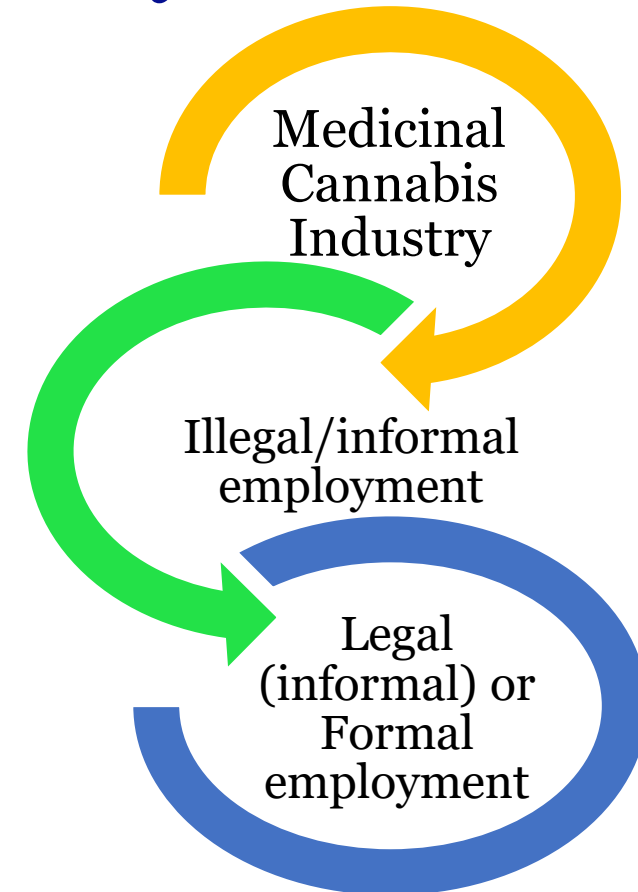 Medicinal
Cannabis
Industry
Illegal/informal
employment
Legal
(informal) or
Formal
employment